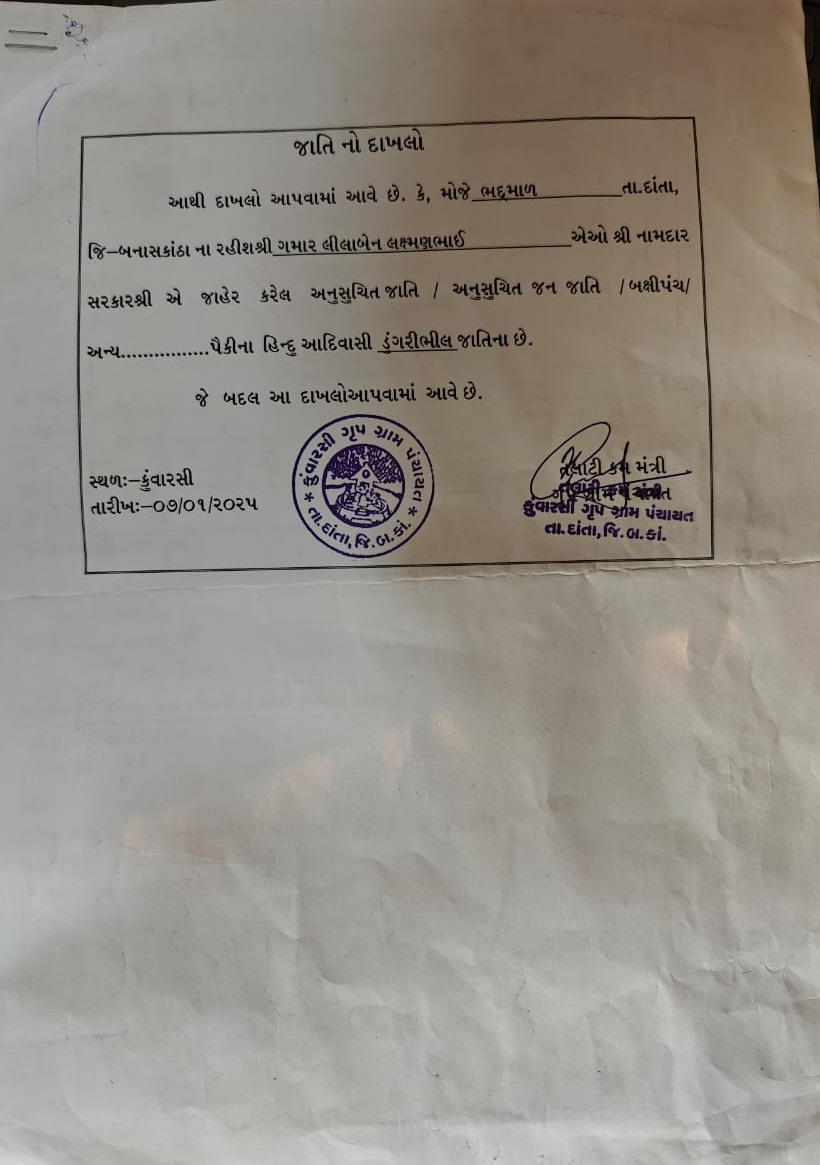 જાતિ નો દાખલો
આથી દાખલો આપવામાં આવે છે. કે, મોજે ભદ્રમાળ તા.દાંતા,
જિ–બનાસકાંઠા ના રહીશશ્રી ગમાર લીલાબેન લક્ષ્મણભાઈ એઓ શ્રી નામદાર
સરકારશ્રી એ જાહેર કરેલ અનુસુચિત જાતિ / અનુસુચિત જન જાતિ /બક્ષીપંચ/
અન્ય................પૈકીના હિન્દુ આદિવાસી ડુંગરીભીલ જાતિના છે.
જે બદલ આ દાખલોઆપવામાં આવે છે.
સ્થળઃ–કુંવારસી
તારીખઃ–૦૭/૦૧/૨૦૨૫
કુંવારસી ગૃપ ગ્રામ પંચાયત
તા.દાંતા,જિ.બ.કાં.
તલાટી કમ મંત્રી
કુંવારસી ગૃપ ગ્રામ પંચાયત
તા.દાંતા,જિ.બ.કાં.